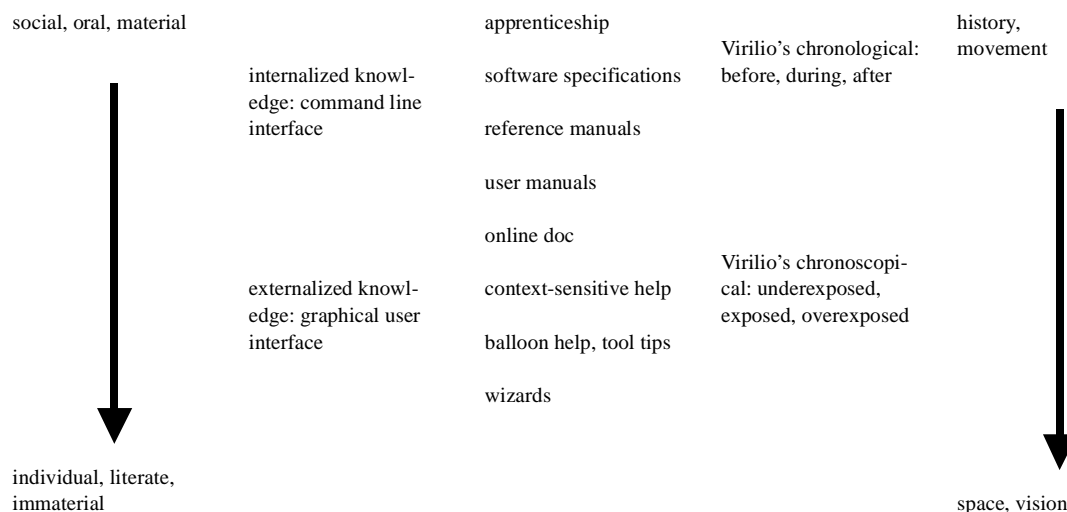 social, oral, material
internalized knowl-
edge: command line
interface
externalized knowl-
edge: graphical user
interface
individual, literate,
immaterial
apprenticeship
software specifications
reference manuals
user manuals
online doc
context-sensitive help
balloon help, tool tips
wizards
Virilio’s chronological:
before, during, after
Virilio’s chronoscopi-
cal: underexposed,
exposed, overexposed
history,
movement
space, vision